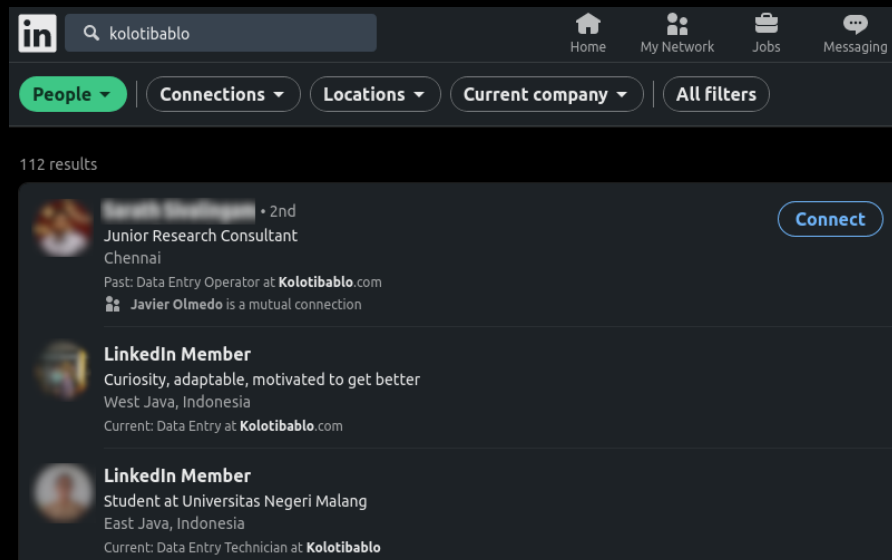 in
kolotibablo
Home
My Network
Jobs
Messaging
People
Connections
Locations
Current company
All filters
112 results
• 2nd
Connect
Junior Research Consultant
Chennai
Past: Data Entry Operator at Kolotibablo.com
Javier Olmedo is a mutual connection
LinkedIn Member
Curiosity, adaptable, motivated to get better
West Java, Indonesia
Current: Data Entry at Kolotibablo.com
LinkedIn Member
Student at Universitas Negeri Malang
East Java, Indonesia
Current: Data Entry Technician at Kolotibablo